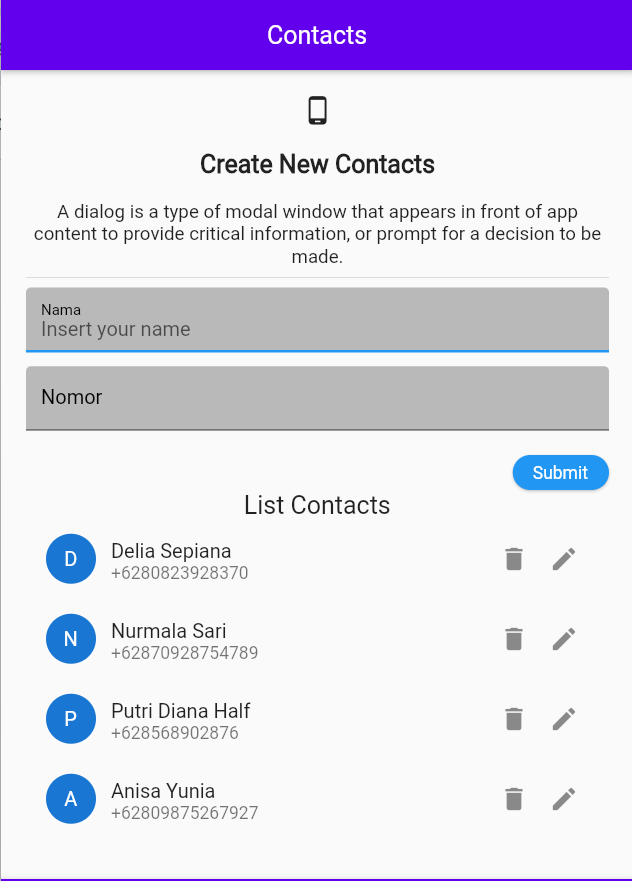 Contacts
Create New Contacts
A dialog is a type of modal window that appears in front of app
content to provide critical information, or prompt for a decision to be
made.
Nama
Insert your name
Nomor
Submit
List Contacts
D
Delia Sepiana
+6280823928370
N
Nurmala Sari
+62870928754789
P
Putri Diana Half
+628568902876
A
Anisa Yunia
+62809875267927